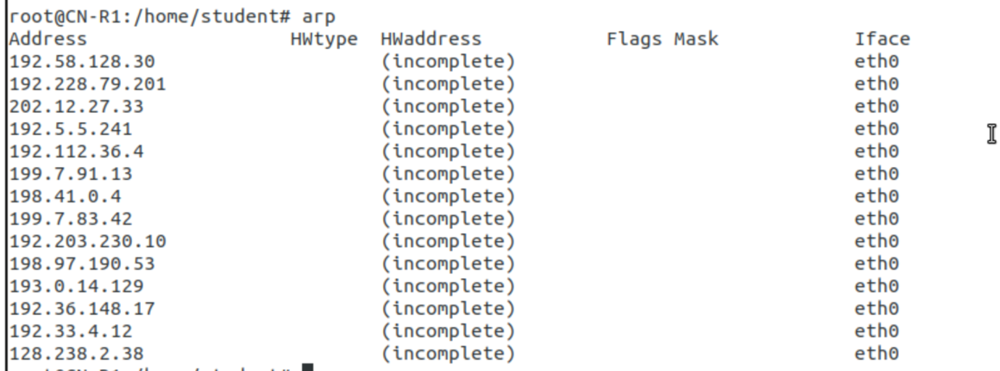 root@CN-R1:/home/student# arp
Address HWtype HWaddress Flags Mask Iface
192.58.128.30 (incomplete) eth0
192.228.79.201 (incomplete) eth0
202.12.27.33 (incomplete) eth0
192.5.5.241 (incomplete) eth0
192.112.36.4 (incomplete) eth0
199.7.91.13 (incomplete) eth0
198.41.0.4 (incomplete) eth0
199.7.83.42 (incomplete) eth0
192.203.230.10 (incomplete) eth0
198.97.190.53 (incomplete) eth0
193.0.14.129 (incomplete) eth0
192.36.148.17 (incomplete) eth0
192.33.4.12 (incomplete) eth0
128.238.2.38 (incomplete) eth0